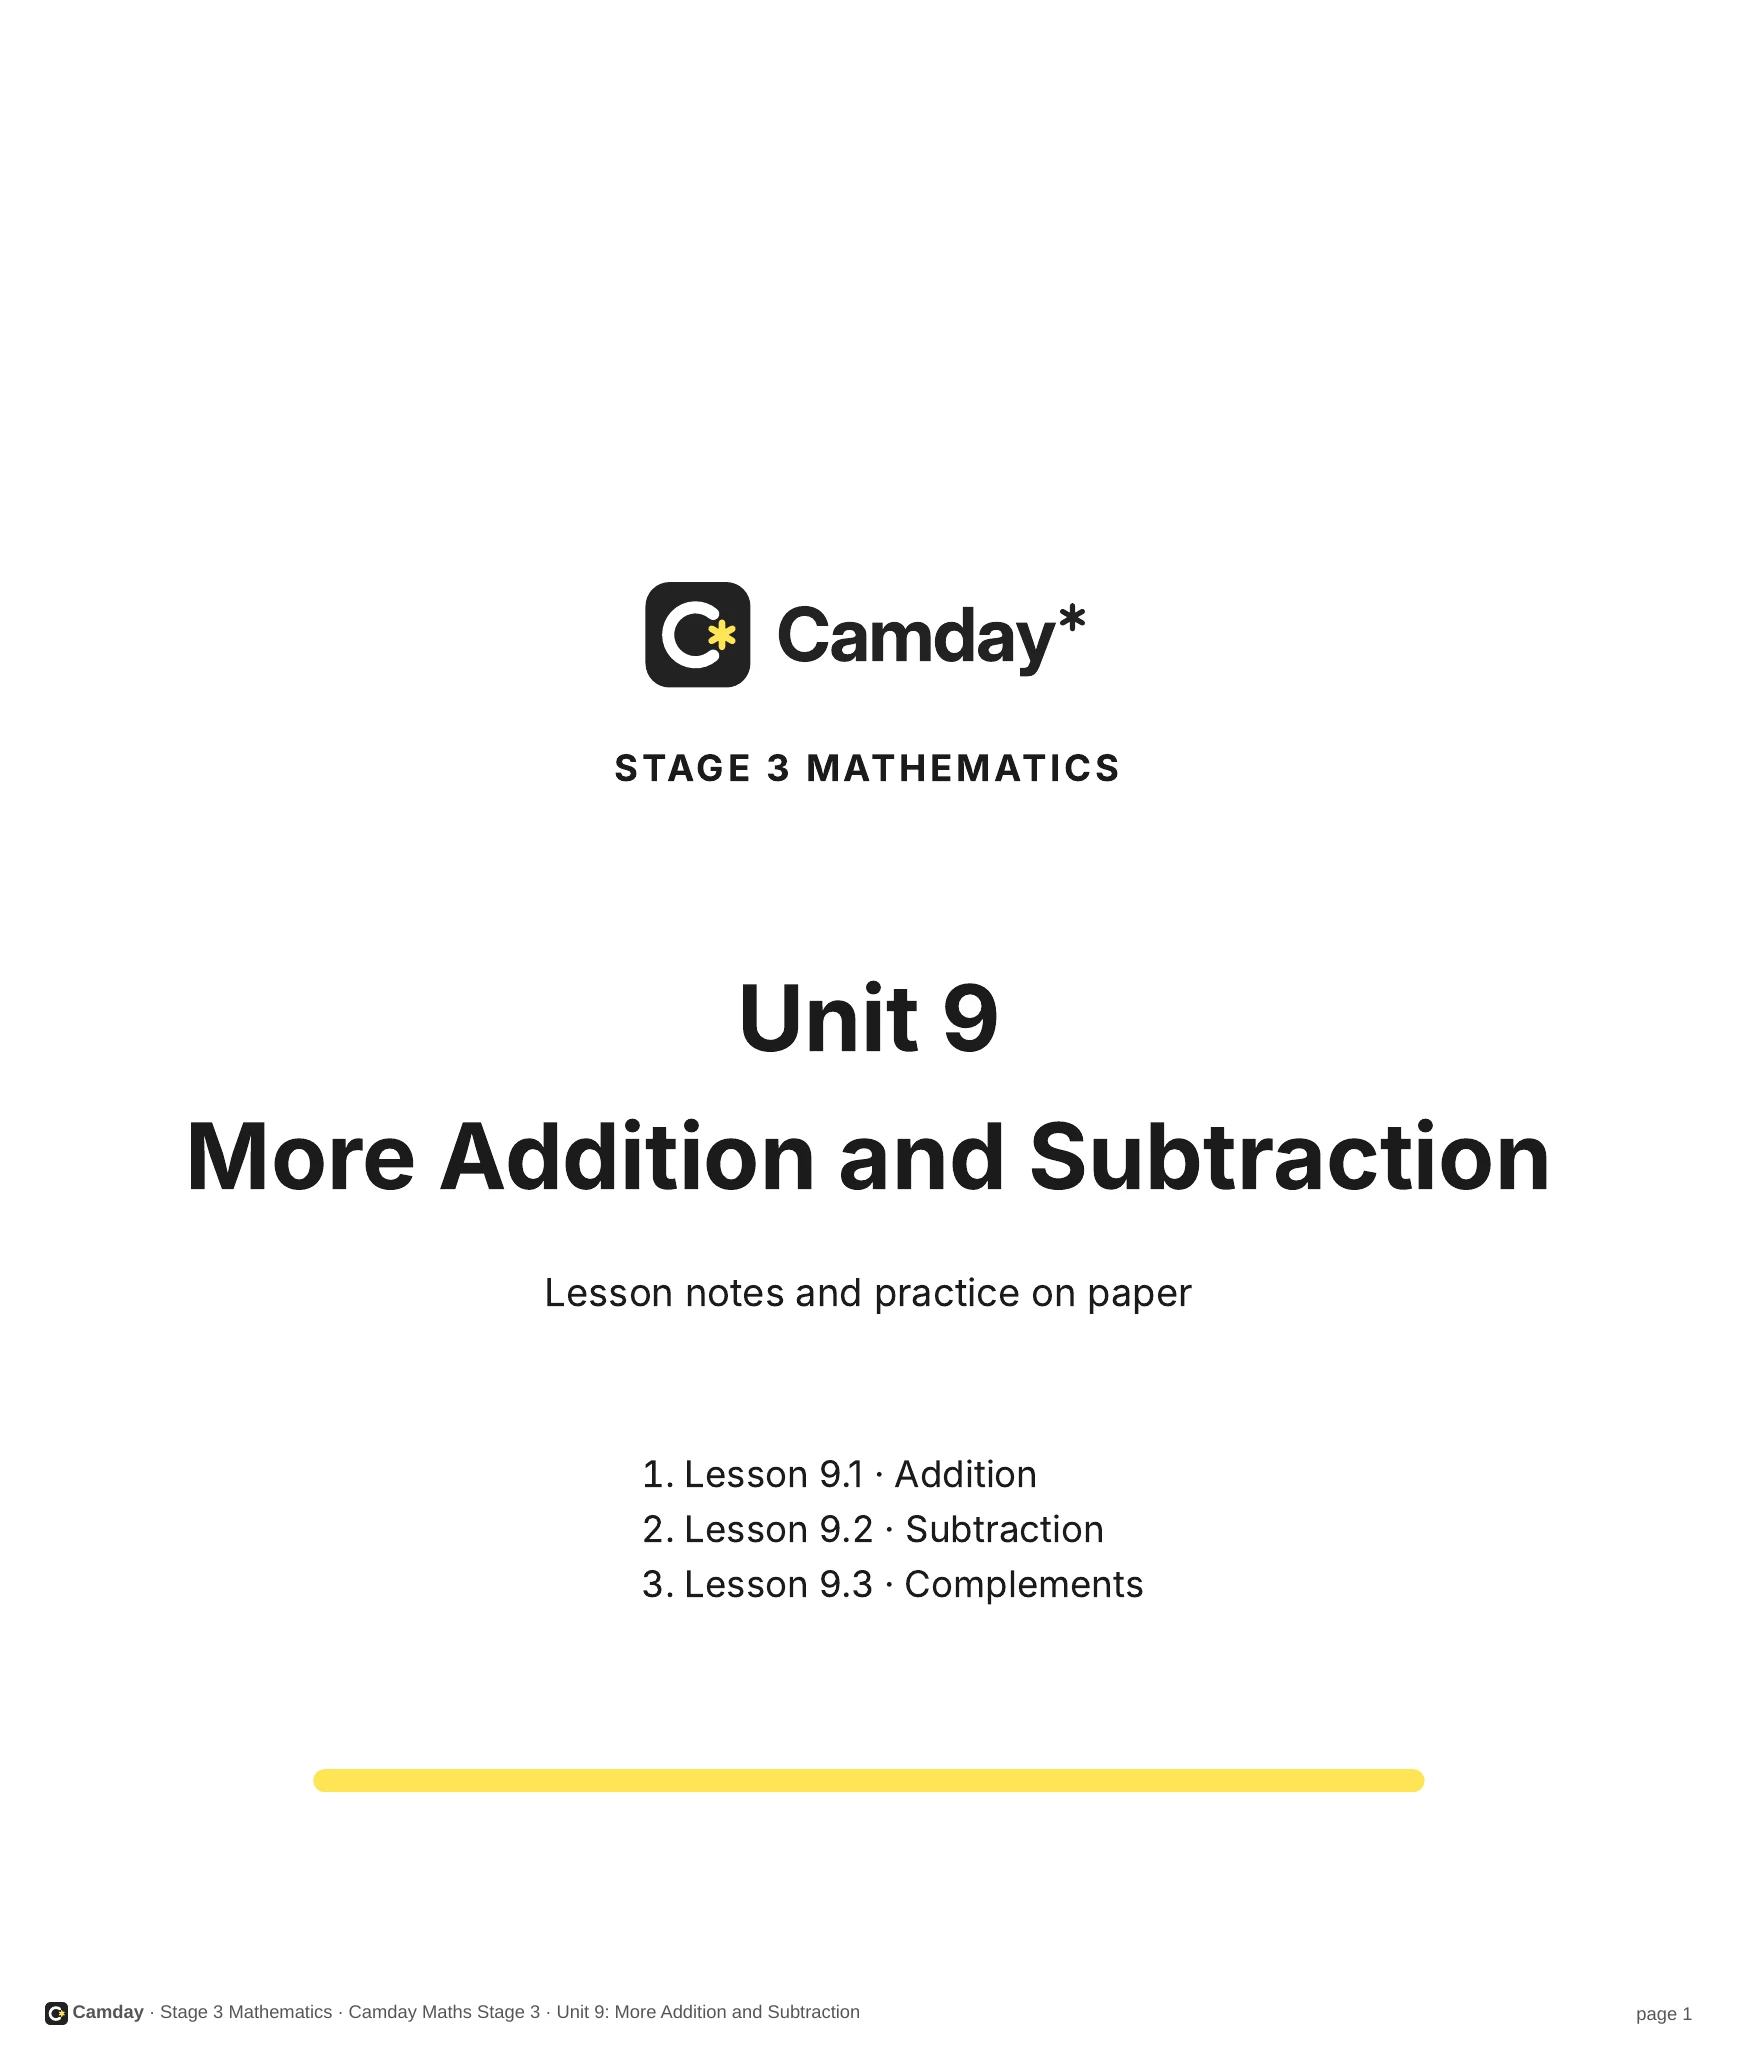 Camday*
STAGE 3 MATHEMATICS
Unit 9
More Addition and Subtraction
Lesson notes and practice on paper
1. Lesson 9.1 · Addition
2. Lesson 9.2 · Subtraction
3. Lesson 9.3 · Complements
Camday · Stage 3 Mathematics · Camday Maths Stage 3 · Unit 9: More Addition and Subtraction
page 1